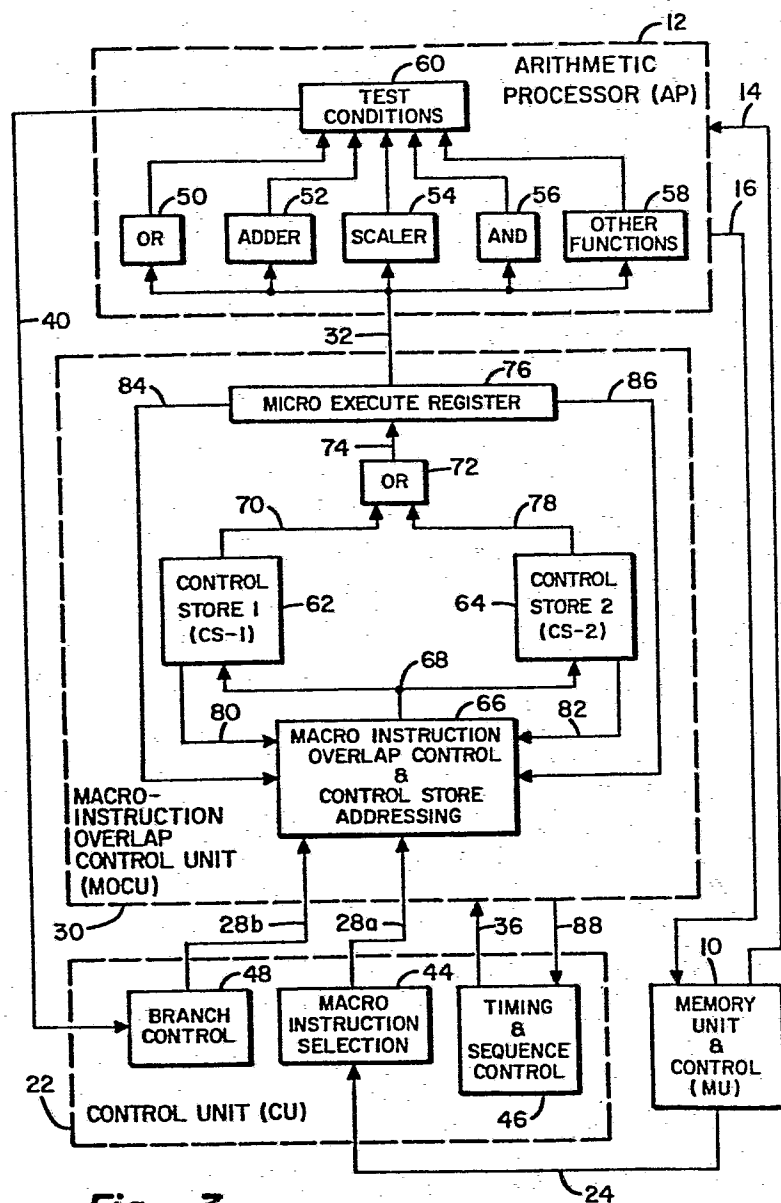 12
60
ARITHMETIC
PROCESSOR (AP)
TEST
CONDITIONS
14
50
52
54
56
58
16
OR
ADDER
SCALER
AND
OTHER
FUNCTIONS
40
32
84
76
86
MICRO EXECUTE REGISTER
74
72
OR
70
78
CONTROL
STORE 1
(CS-1)
62
64
CONTROL
STORE 2
(CS-2)
68
80
66
82
MACRO INSTRUCTION
OVERLAP CONTROL
&
CONTROL STORE
ADDRESSING
MACRO-
INSTRUCTION
OVERLAP
CONTROL UNIT
(MOCU)
30
28b
28a
36
88
10
48
44
BRANCH
CONTROL
MACRO
INSTRUCTION
SELECTION
TIMING
&
SEQUENCE
CONTROL
MEMORY
UNIT
&
CONTROL
(MU)
22
CONTROL UNIT (CU)
46
24